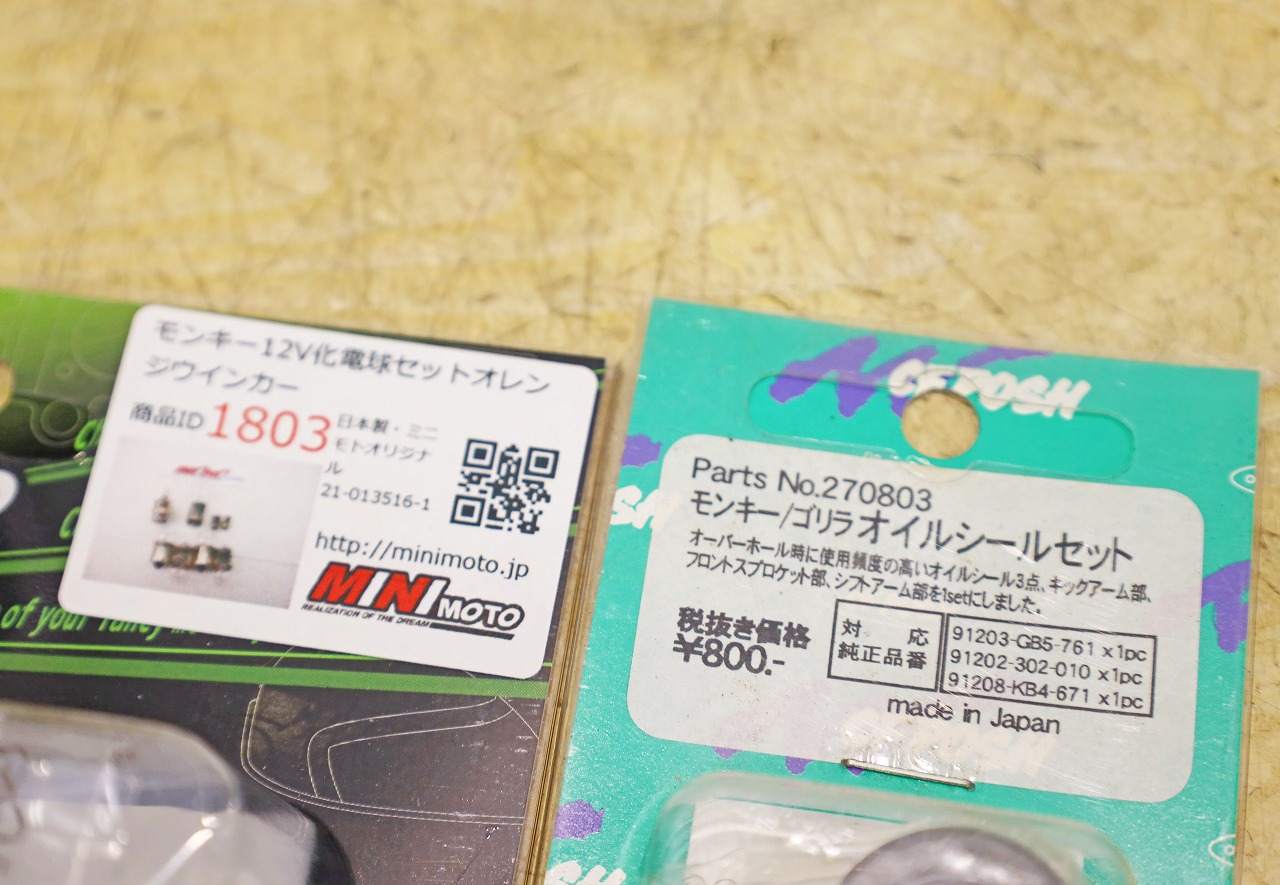 モンキー12V化電球セットオレン
ジウインカー
商品ID 1803
日本製・ミニ
モトオリジナ
ル
21-013516-1
http://minimoto.jp
MINI MOTO
REALIZATION OF THE DREAM
of your fancy
Parts No.270803
モンキー/ゴリラオイルシールセット
オーバーホール時に使用頻度の高いオイルシール3点、キックアーム部、
フロントスプロケット部、シフトアーム部を1setにしました。
税抜き価格
¥800.-
対応
純正品番
91203-GB5-761 x1pc
91202-302-010 x1pc
91208-KB4-671 x1pc
made in Japan